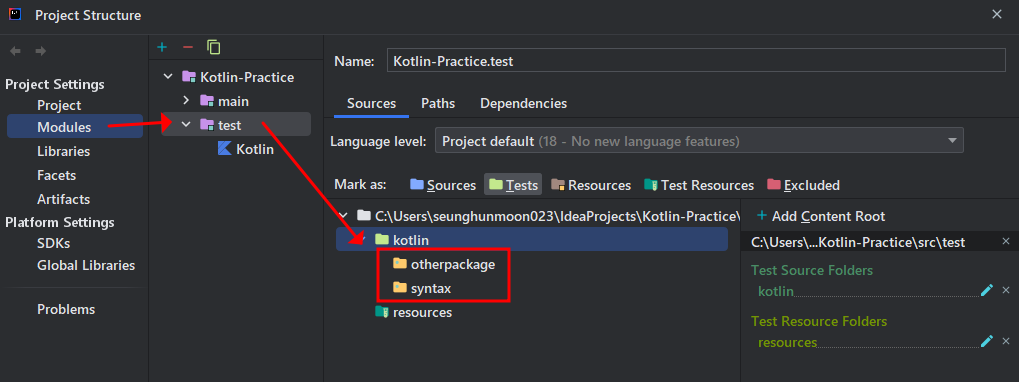 Project Structure
Project Settings
Project
Modules
Libraries
Facets
Artifacts
Platform Settings
SDKs
Global Libraries
Problems
Kotlin-Practice
main
test
Kotlin
Name: Kotlin-Practice.test
Sources Paths Dependencies
Language level: Project default (18 - No new language features)
Mark as: Sources Tests Resources Test Resources Excluded
C:\Users\seunghunmoon023\IdeaProjects\Kotlin-Practice\
kotlin
otherpackage
syntax
resources
+ Add Content Root
C:\Users\...Kotlin-Practice\src\test
Test Source Folders
kotlin
Test Resource Folders
resources